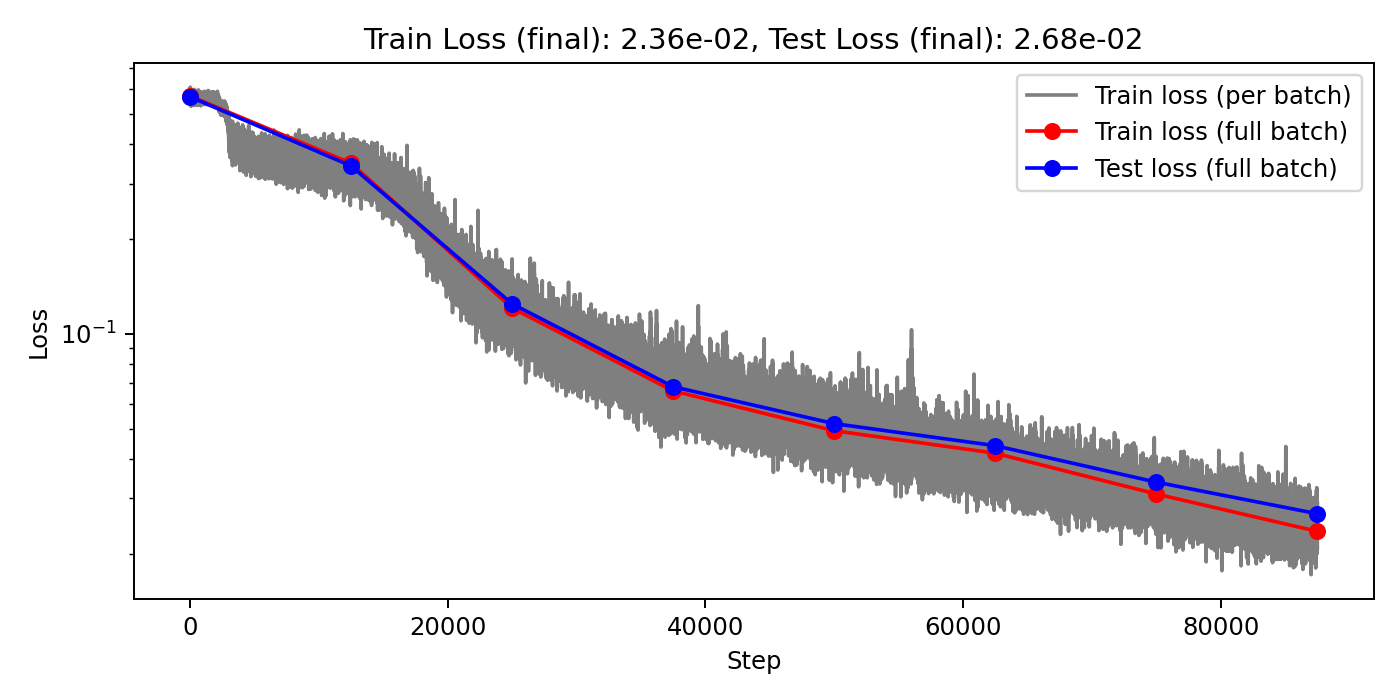 Train Loss (final): 2.36e-02, Test Loss (final): 2.68e-02
Train loss (per batch)
Train loss (full batch)
Test loss (full batch)
Loss
10⁻¹
0 20000 40000 60000 80000
Step